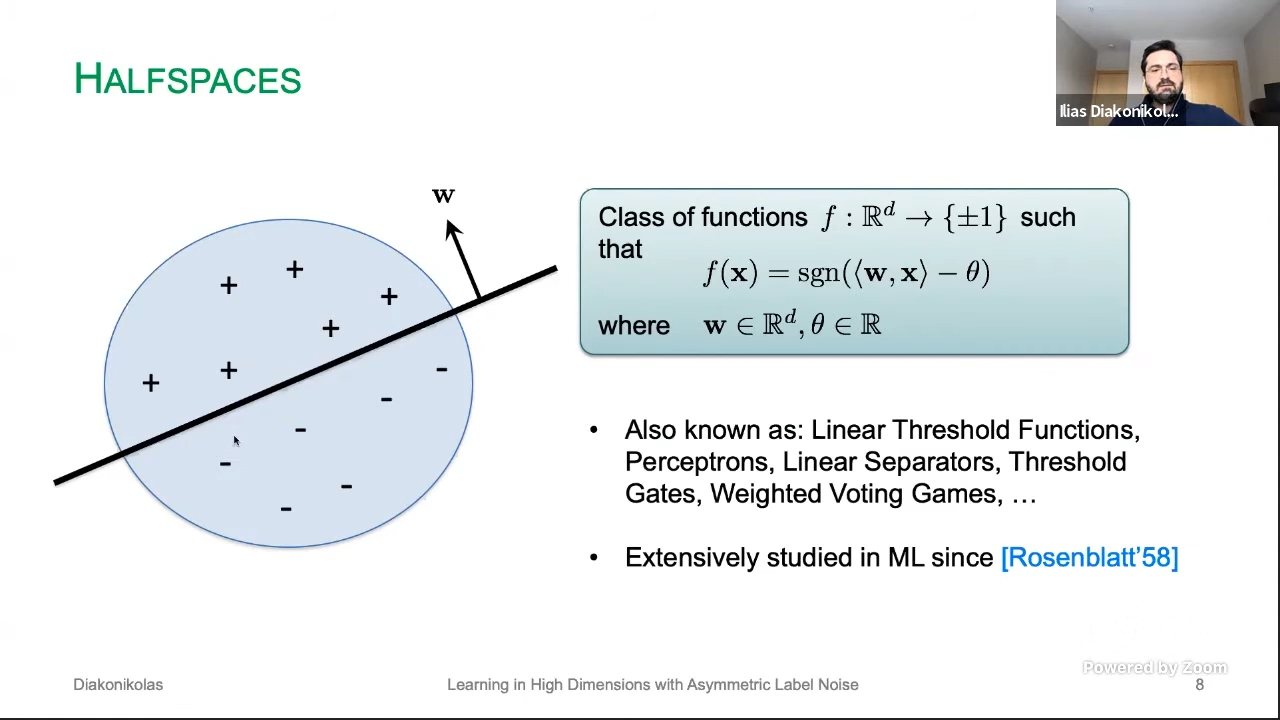 HALFSPACES
Ilias Diakonikol...
w
Class of functions f : ℝ^d → {±1} such
that
f(x) = sgn(⟨w, x⟩ − θ)
where w ∈ ℝ^d, θ ∈ ℝ
+ + + + + +
- - - - - -
• Also known as: Linear Threshold Functions,
Perceptrons, Linear Separators, Threshold
Gates, Weighted Voting Games, …
• Extensively studied in ML since [Rosenblatt’58]
Powered by Zoom
Diakonikolas
Learning in High Dimensions with Asymmetric Label Noise
8